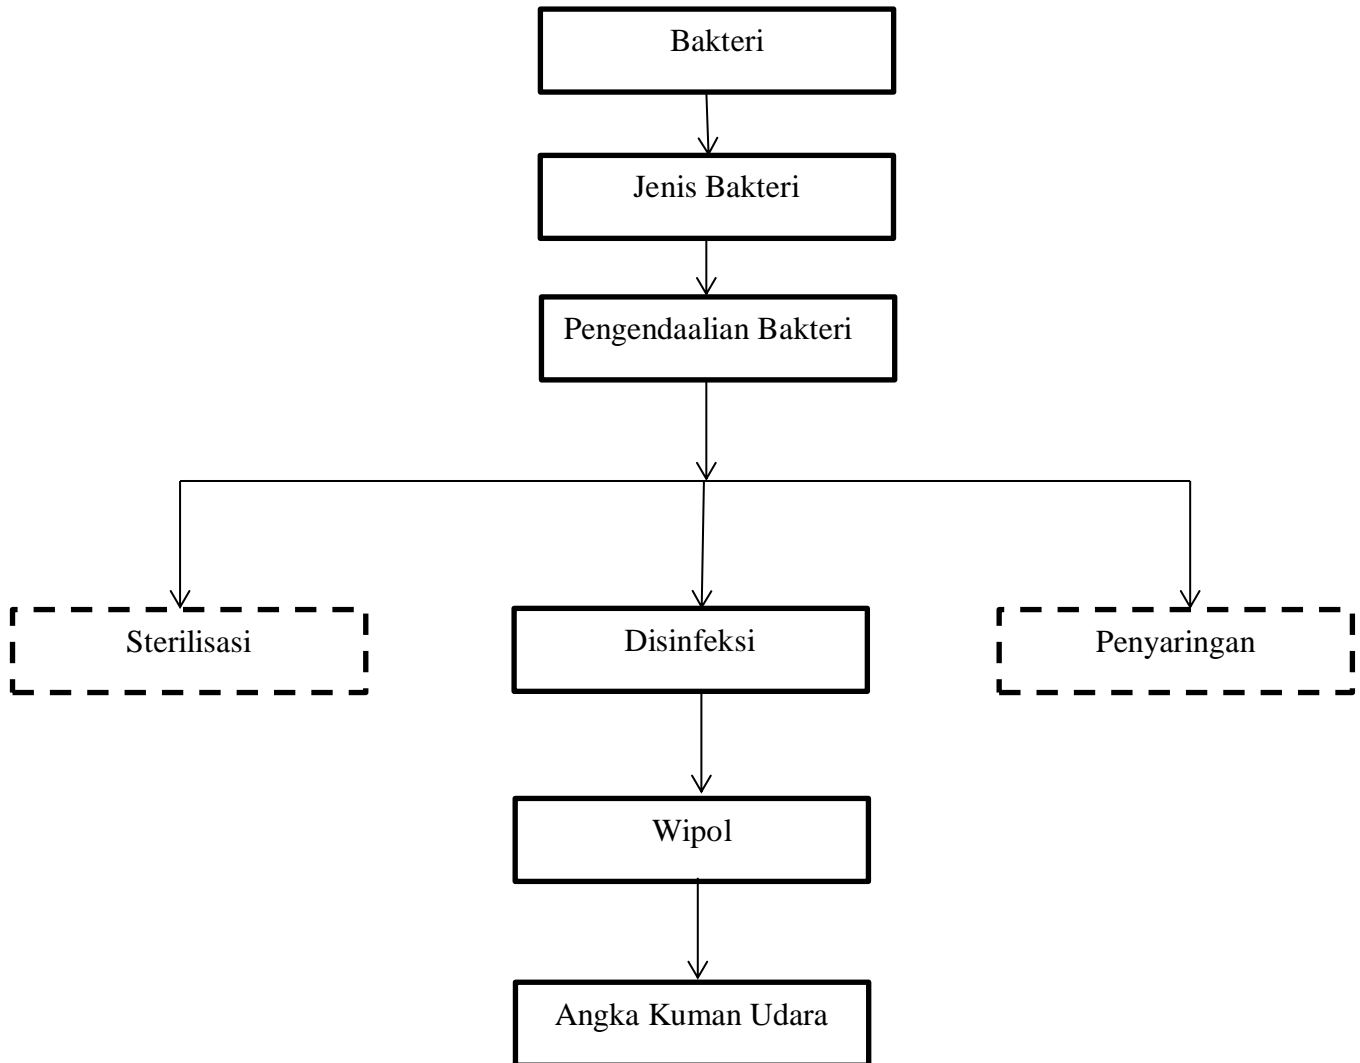 Bakteri
Jenis Bakteri
Pengendaalian Bakteri
Sterilisasi
Disinfeksi
Penyaringan
Wipol
Angka Kuman Udara